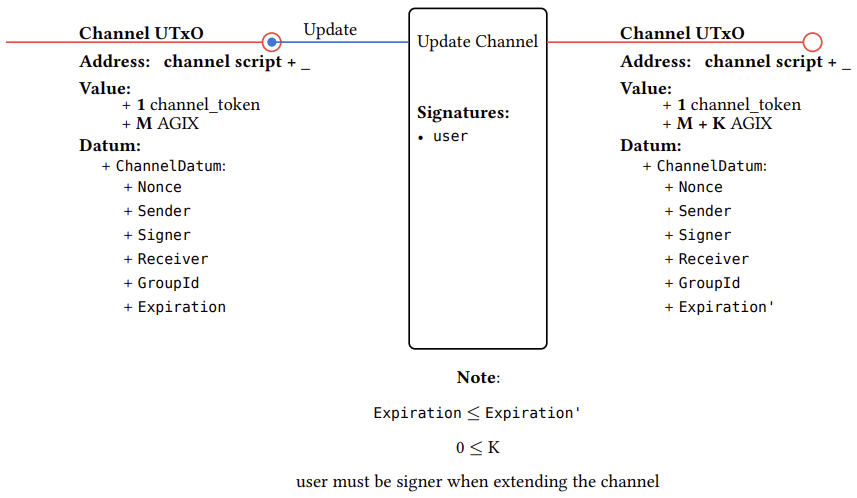 Channel UTxO
Address: channel script + _
Value:
+ 1 channel_token
+ M AGIX
Datum:
+ ChannelDatum:
+ Nonce
+ Sender
+ Signer
+ Receiver
+ GroupId
+ Expiration
Update
Update Channel
Signatures:
• user
Channel UTxO
Address: channel script + _
Value:
+ 1 channel_token
+ M + K AGIX
Datum:
+ ChannelDatum:
+ Nonce
+ Sender
+ Signer
+ Receiver
+ GroupId
+ Expiration'
Note:
Expiration ≤ Expiration'
0 ≤ K
user must be signer when extending the channel